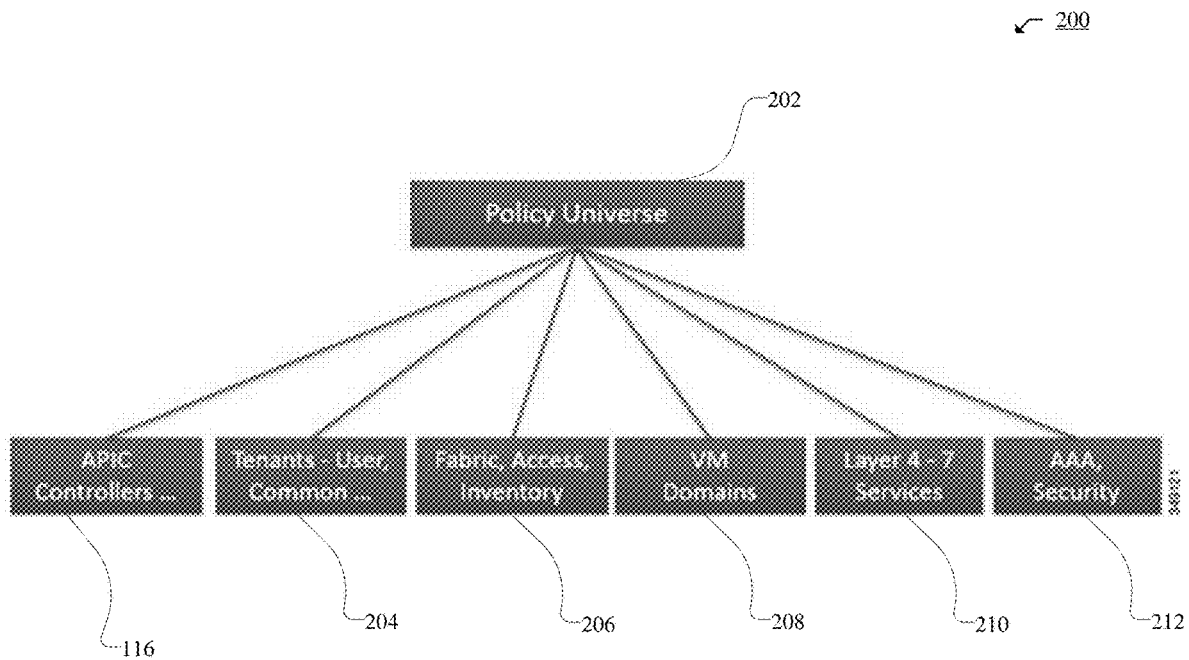 200
202
Policy Universe
APIC
Controllers ...
Tenants - User,
Common ...
Fabric, Access,
Inventory
VM
Domains
Layer 4 - 7
Services
AAA,
Security
204
206
208
210
212
116